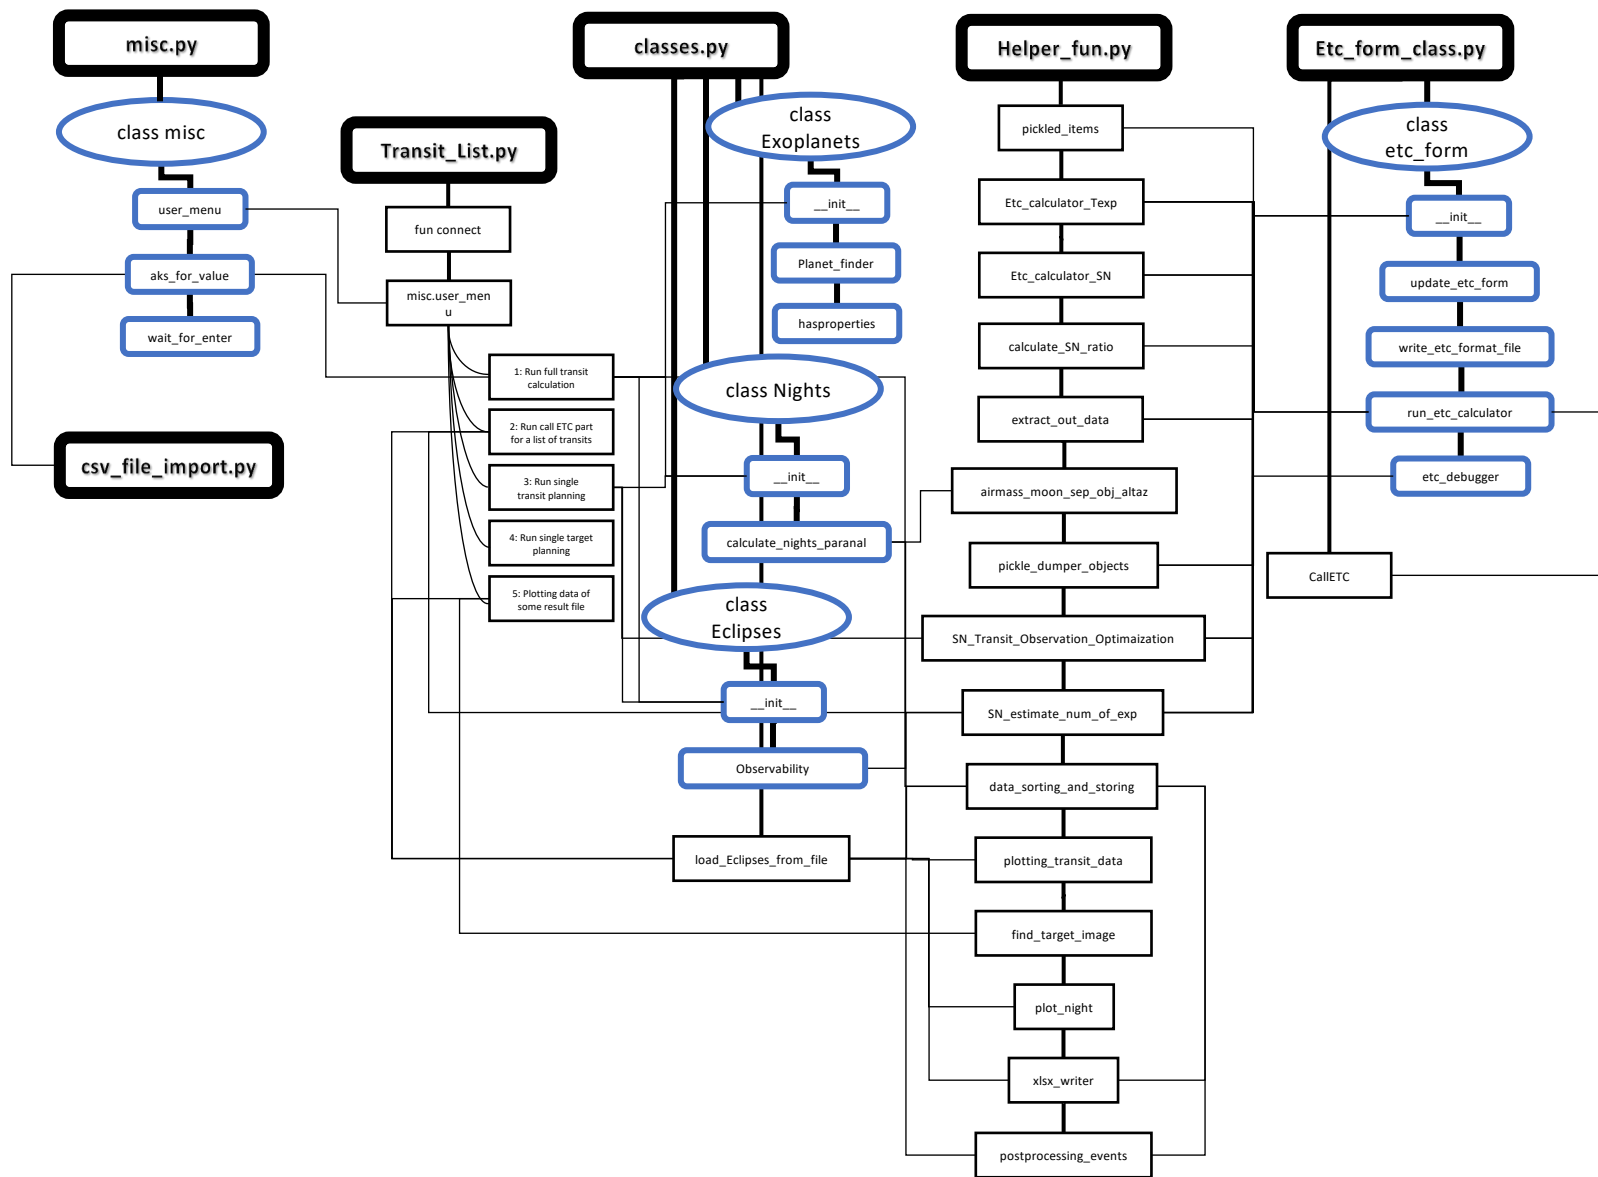 misc.py
class misc
user_menu
aks_for_value
wait_for_enter
csv_file_import.py
Transit_List.py
fun connect
misc.user_men
u
1: Run full transit
calculation
2: Run call ETC part
for a list of transits
3: Run single
transit planning
4: Run single target
planning
5: Plotting data of
some result file
classes.py
class
Exoplanets
__init__
Planet_finder
hasproperties
class Nights
__init__
calculate_nights_paranal
class
Eclipses
__init__
Observability
load_Eclipses_from_file
Helper_fun.py
pickled_items
Etc_calculator_Texp
Etc_calculator_SN
calculate_SN_ratio
extract_out_data
airmass_moon_sep_obj_altaz
pickle_dumper_objects
SN_Transit_Observation_Optimaization
SN_estimate_num_of_exp
data_sorting_and_storing
plotting_transit_data
find_target_image
plot_night
xlsx_writer
postprocessing_events
Etc_form_class.py
class
etc_form
__init__
update_etc_form
write_etc_format_file
run_etc_calculator
etc_debugger
CallETC